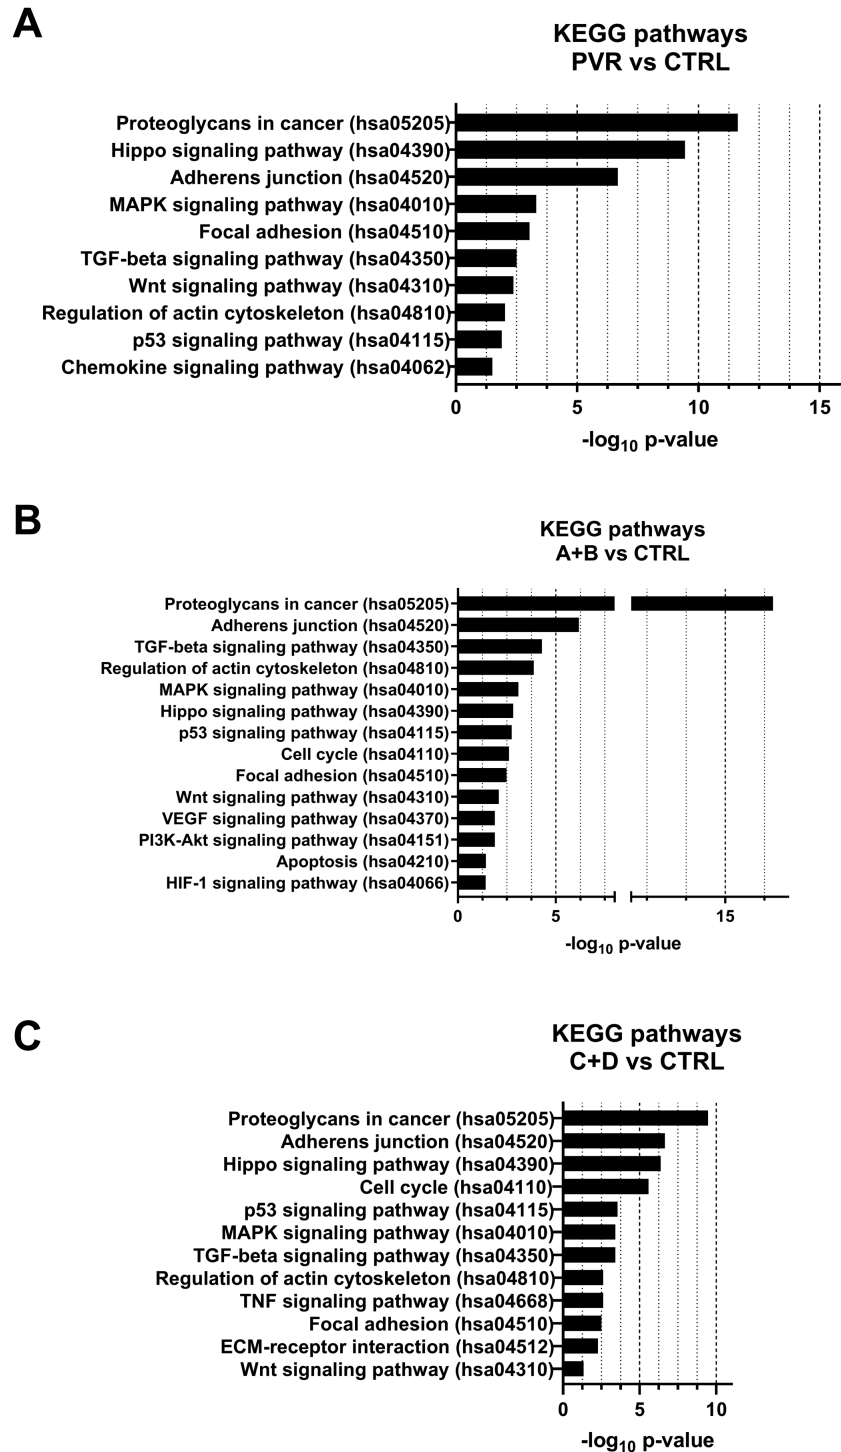 A
KEGG pathways
PVR vs CTRL
Proteoglycans in cancer (hsa05205)
Hippo signaling pathway (hsa04390)
Adherens junction (hsa04520)
MAPK signaling pathway (hsa04010)
Focal adhesion (hsa04510)
TGF-beta signaling pathway (hsa04350)
Wnt signaling pathway (hsa04310)
Regulation of actin cytoskeleton (hsa04810)
p53 signaling pathway (hsa04115)
Chemokine signaling pathway (hsa04062)
0 5 10 15
-log10 p-value
B
KEGG pathways
A+B vs CTRL
Proteoglycans in cancer (hsa05205)
Adherens junction (hsa04520)
TGF-beta signaling pathway (hsa04350)
Regulation of actin cytoskeleton (hsa04810)
MAPK signaling pathway (hsa04010)
Hippo signaling pathway (hsa04390)
p53 signaling pathway (hsa04115)
Cell cycle (hsa04110)
Focal adhesion (hsa04510)
Wnt signaling pathway (hsa04310)
VEGF signaling pathway (hsa04370)
PI3K-Akt signaling pathway (hsa04151)
Apoptosis (hsa04210)
HIF-1 signaling pathway (hsa04066)
0 5 15
-log10 p-value
C
KEGG pathways
C+D vs CTRL
Proteoglycans in cancer (hsa05205)
Adherens junction (hsa04520)
Hippo signaling pathway (hsa04390)
Cell cycle (hsa04110)
p53 signaling pathway (hsa04115)
MAPK signaling pathway (hsa04010)
TGF-beta signaling pathway (hsa04350)
Regulation of actin cytoskeleton (hsa04810)
TNF signaling pathway (hsa04668)
Focal adhesion (hsa04510)
ECM-receptor interaction (hsa04512)
Wnt signaling pathway (hsa04310)
0 5 10
-log10 p-value